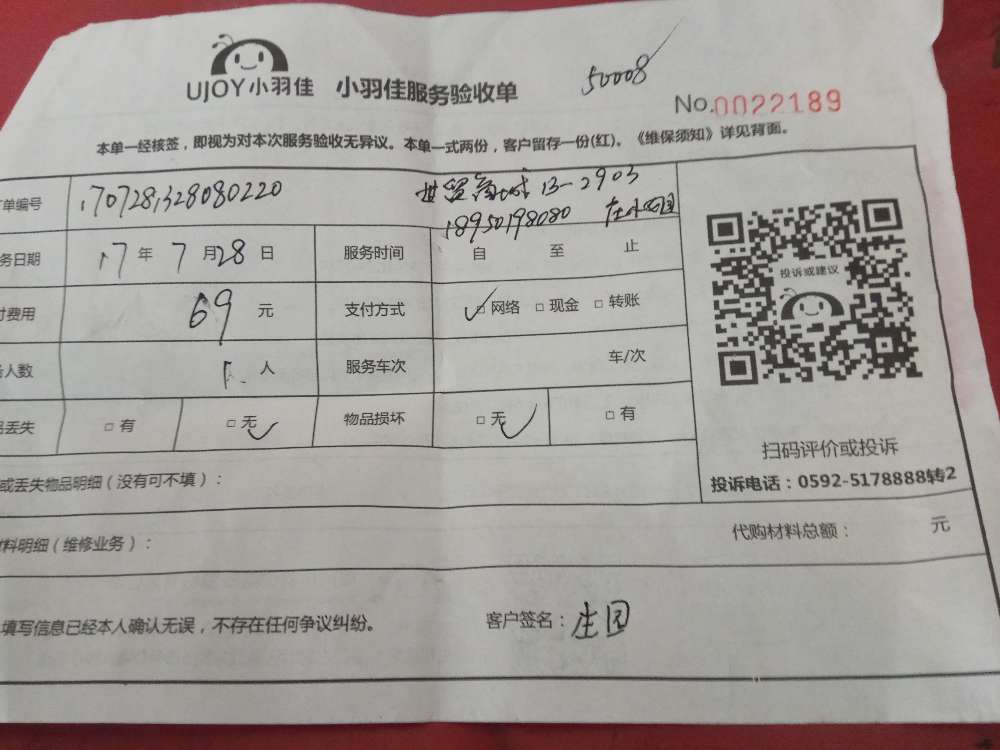 UJOY小羽佳 小羽佳服务验收单
50008
No.0022189
本单一经核签，即视为对本次服务验收无异议。本单一式两份，客户留存一份(红)。《维保须知》详见背面。
单编号 170728,1328080220 世贸商城 13-2903
18950198080
务日期 17年 7月28日 服务时间 自 至 止
付费用 69 元 支付方式 □网络 □现金 □转账
人数 1. 人 服务车次 车/次
品丢失 □有 □无 物品损坏 □无 □有
投诉或建议
扫码评价或投诉
投诉电话：0592-5178888转2
或丢失物品明细（没有可不填）：
料明细（维修业务）： 代购材料总额： 元
填写信息已经本人确认无误，不存在任何争议纠纷。 客户签名：庄园